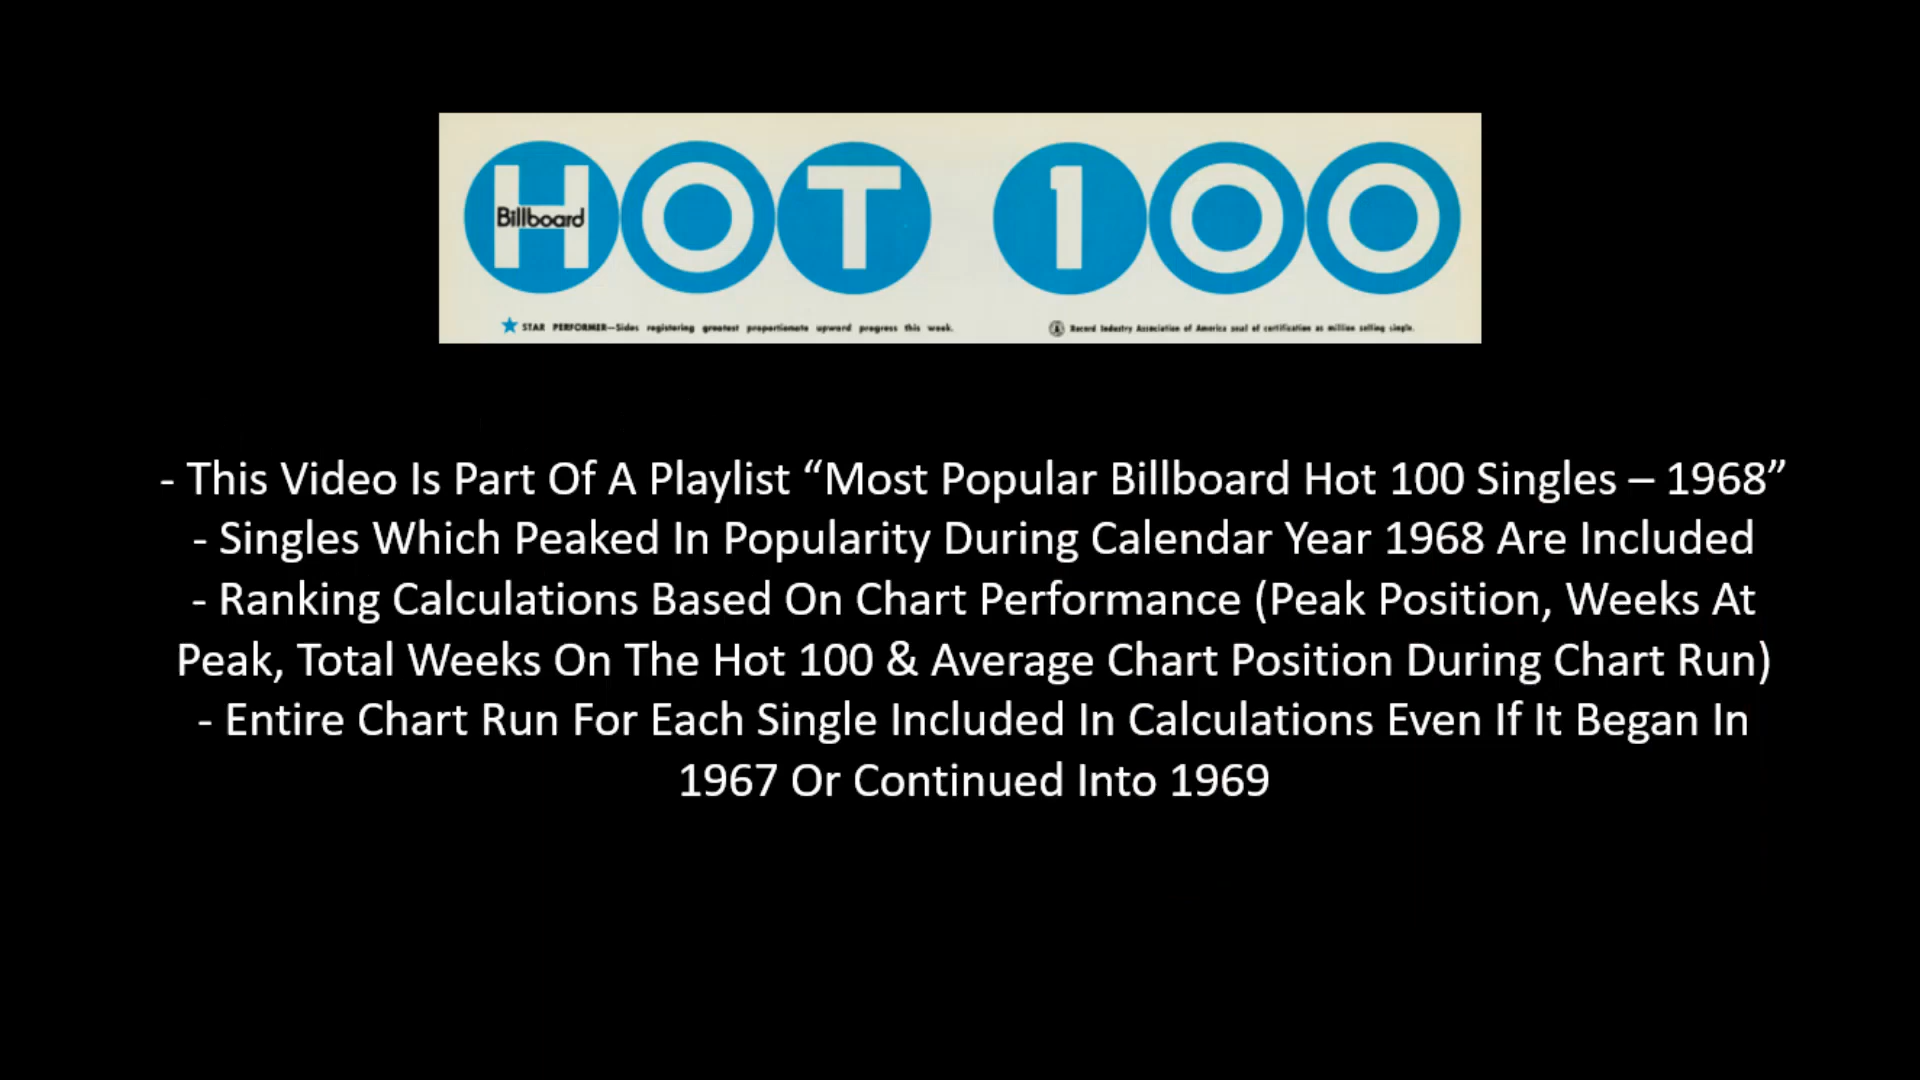 HOT 100
Billboard
★ STAR PERFORMER—Sides registering greatest proportionate upward progress this week.
Record Industry Association of America seal of certification as million selling single.
- This Video Is Part Of A Playlist “Most Popular Billboard Hot 100 Singles – 1968”
- Singles Which Peaked In Popularity During Calendar Year 1968 Are Included
- Ranking Calculations Based On Chart Performance (Peak Position, Weeks At
Peak, Total Weeks On The Hot 100 & Average Chart Position During Chart Run)
- Entire Chart Run For Each Single Included In Calculations Even If It Began In
1967 Or Continued Into 1969